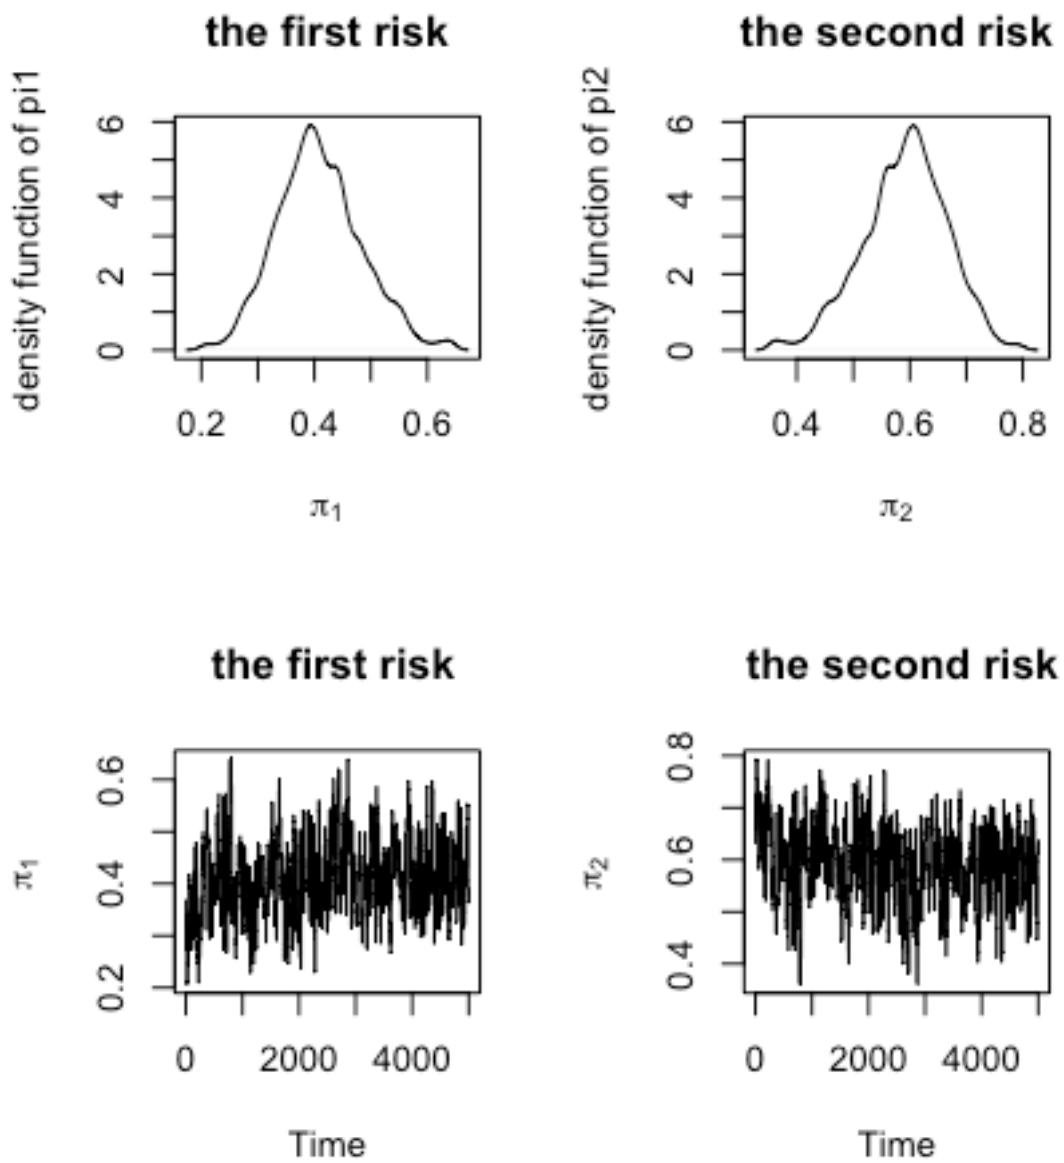 the first risk
density function of pi1
6
4
2
0
0.2 0.4 0.6
π1
the second risk
density function of pi2
6
4
2
0
0.4 0.6 0.8
π2
the first risk
π1
0.6
0.4
0.2
0 2000 4000
Time
the second risk
π2
0.8
0.6
0.4
0 2000 4000
Time